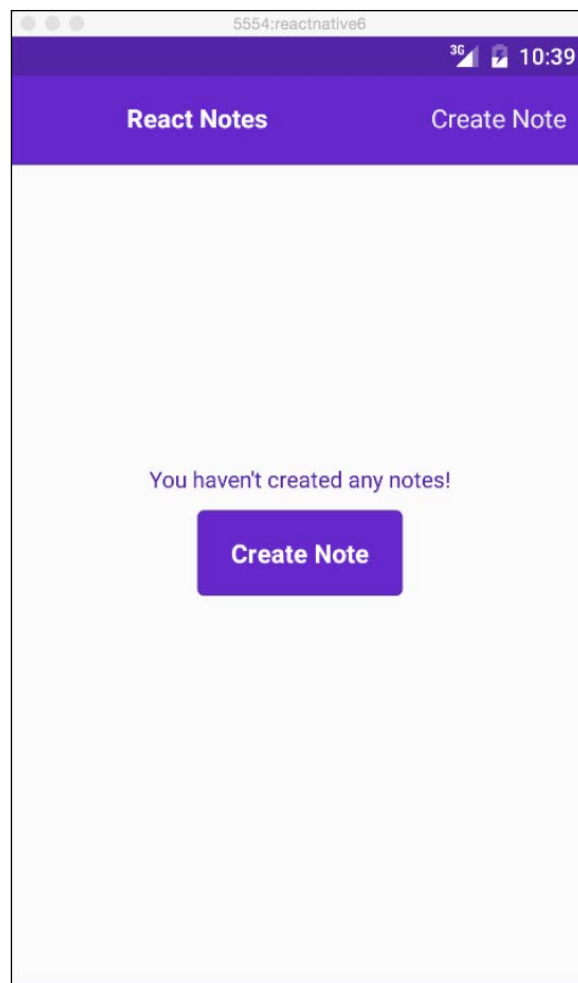 5554:reactnative6
3G 10:39
React Notes Create Note
You haven't created any notes!
Create Note